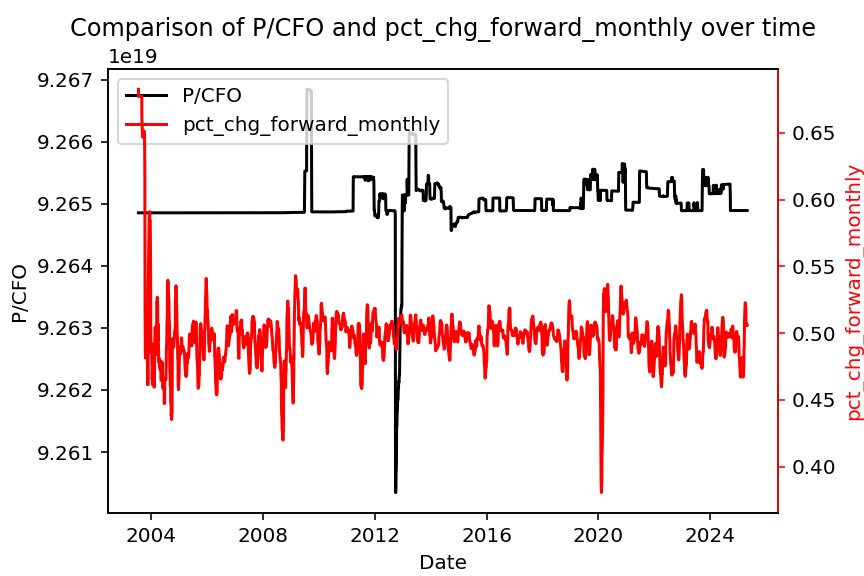 Comparison of P/CFO and pct_chg_forward_monthly over time
1e19
P/CFO
pct_chg_forward_monthly
9.267
9.266
9.265
9.264
9.263
9.262
9.261
P/CFO
0.65
0.60
0.55
0.50
0.45
0.40
pct_chg_forward_monthly
2004
2008
2012
2016
2020
2024
Date